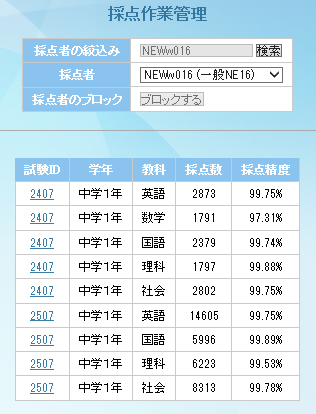 採点作業管理
採点者の絞込み NEWw016 検索
採点者 NEWw016 (一般NE16)
採点者のブロック ブロックする
試験ID 学年 教科 採点数 採点精度
2407 中学1年 英語 2873 99.75%
2407 中学1年 数学 1791 97.31%
2407 中学1年 国語 2379 99.74%
2407 中学1年 理科 1797 99.88%
2407 中学1年 社会 2802 99.75%
2507 中学1年 英語 14605 99.75%
2507 中学1年 国語 5996 99.89%
2507 中学1年 理科 6223 99.53%
2507 中学1年 社会 8313 99.78%